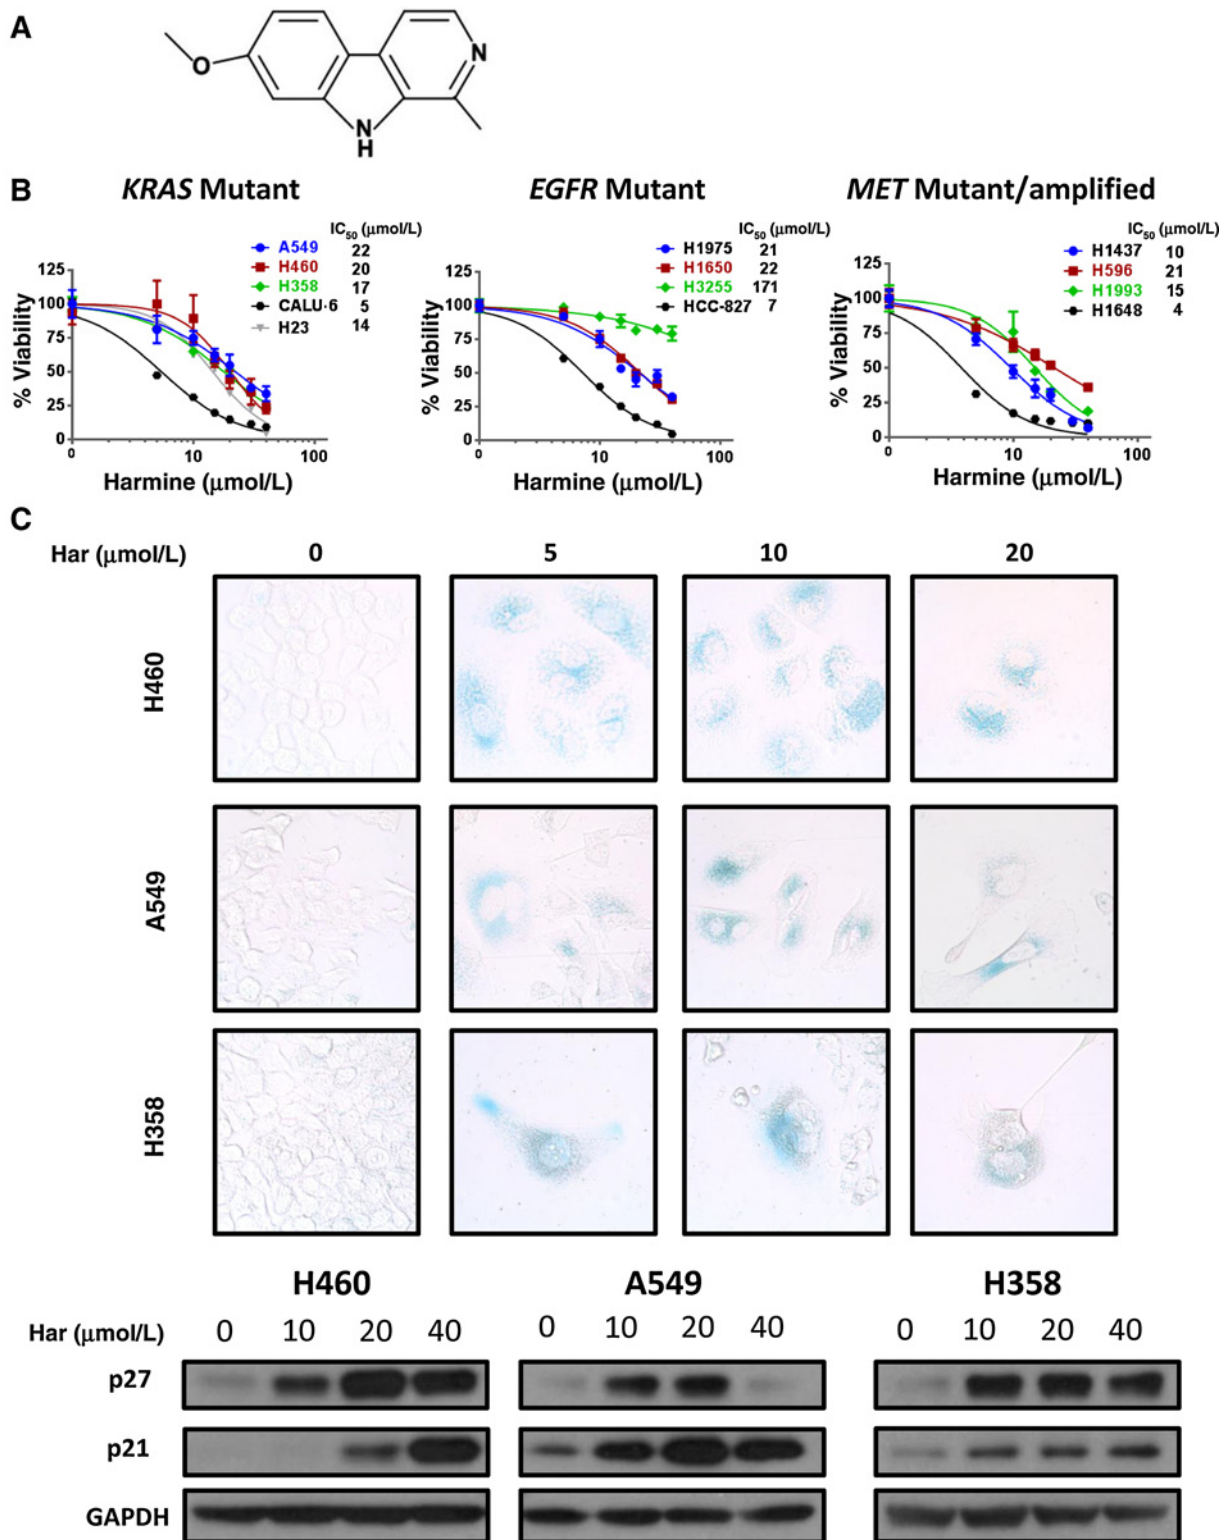 A
O
N
N
H
B
KRAS Mutant
EGFR Mutant
MET Mutant/amplified
IC50 (μmol/L)
A549 22
H460 20
H358 17
CALU-6 5
H23 14
125
100
75
50
25
0
% Viability
0 10 100
Harmine (μmol/L)
IC50 (μmol/L)
H1975 21
H1650 22
H3255 171
HCC-827 7
125
100
75
50
25
0
% Viability
0 10 100
Harmine (μmol/L)
IC50 (μmol/L)
H1437 10
H596 21
H1993 15
H1648 4
125
100
75
50
25
0
% Viability
0 10 100
Harmine (μmol/L)
C
Har (μmol/L) 0 5 10 20
H460
A549
H358
H460 A549 H358
Har (μmol/L) 0 10 20 40 0 10 20 40 0 10 20 40
p27
p21
GAPDH